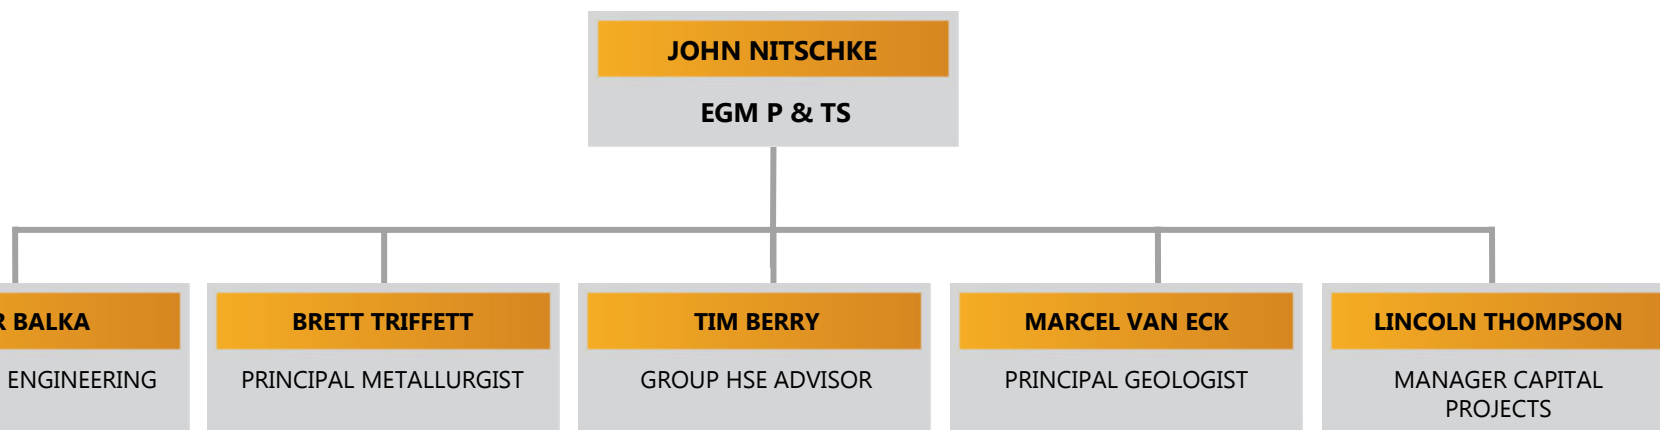 JOHN NITSCHKE
EGM P & TS
R BALKA
ENGINEERING
BRETT TRIFFETT
PRINCIPAL METALLURGIST
TIM BERRY
GROUP HSE ADVISOR
MARCEL VAN ECK
PRINCIPAL GEOLOGIST
LINCOLN THOMPSON
MANAGER CAPITAL
PROJECTS